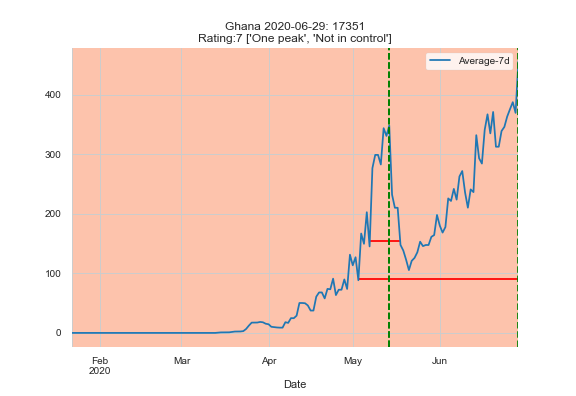 Ghana 2020-06-29: 17351
Rating:7 ['One peak', 'Not in control']
Average-7d
400
300
200
100
0
Feb
2020
Mar
Apr
May
Jun
Date